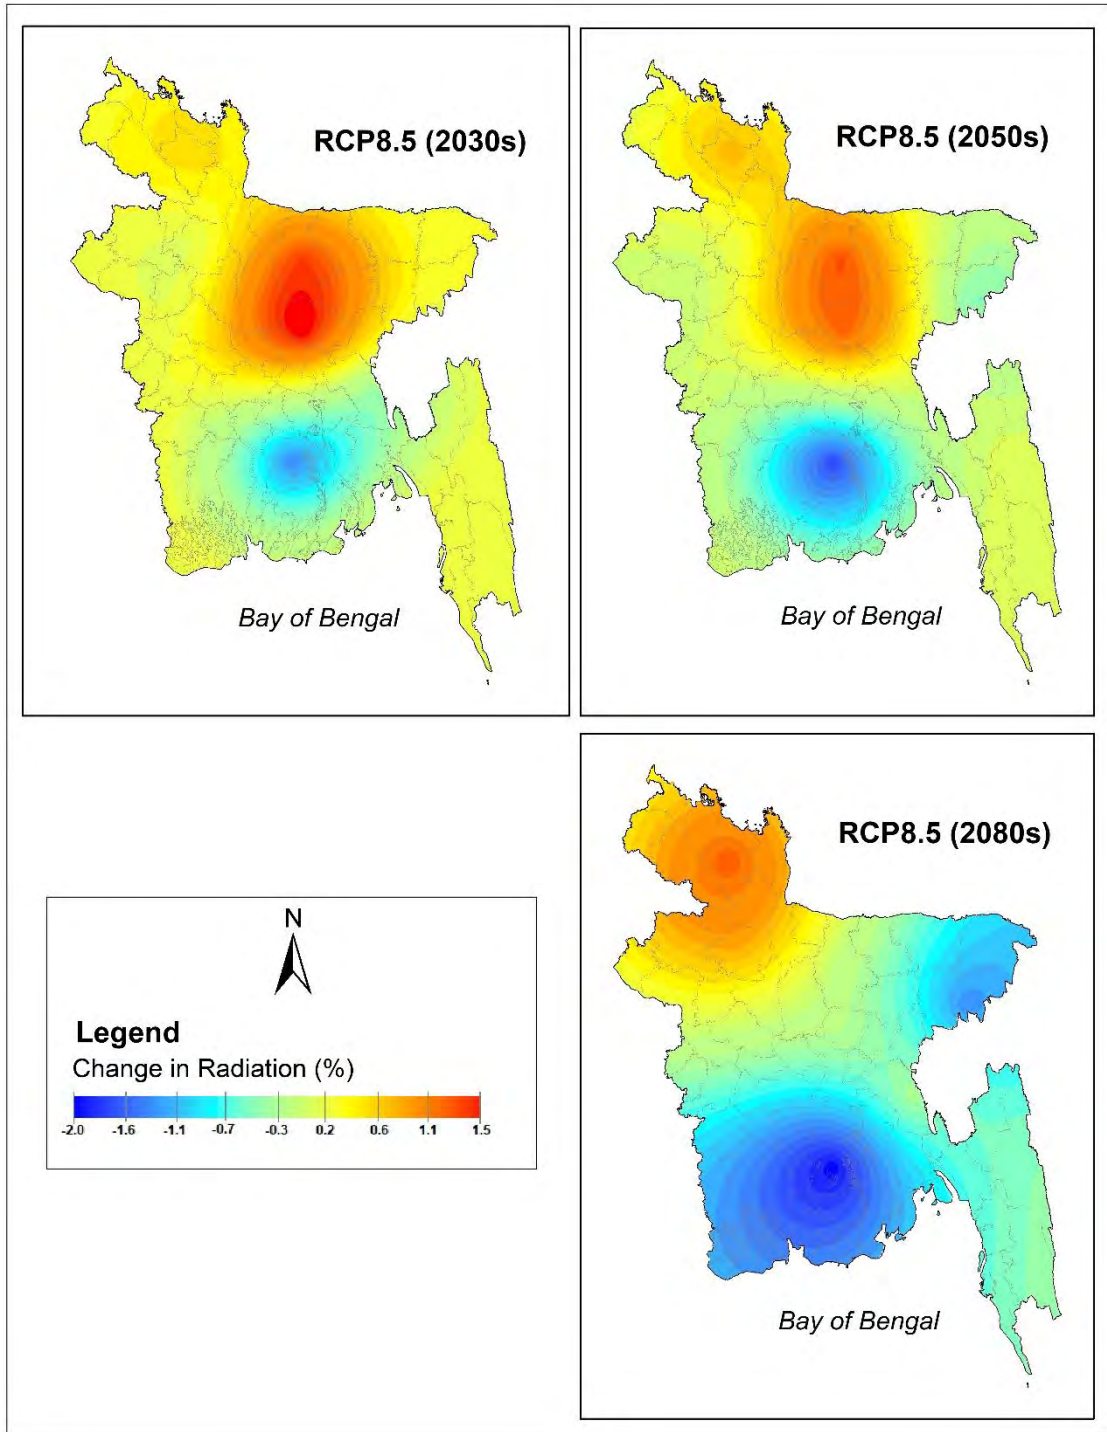 RCP8.5 (2030s)
Bay of Bengal
RCP8.5 (2050s)
Bay of Bengal
N
Legend
Change in Radiation (%)
-2.0 -1.6 -1.1 -0.7 -0.3 0.2 0.6 1.1 1.5
RCP8.5 (2080s)
Bay of Bengal